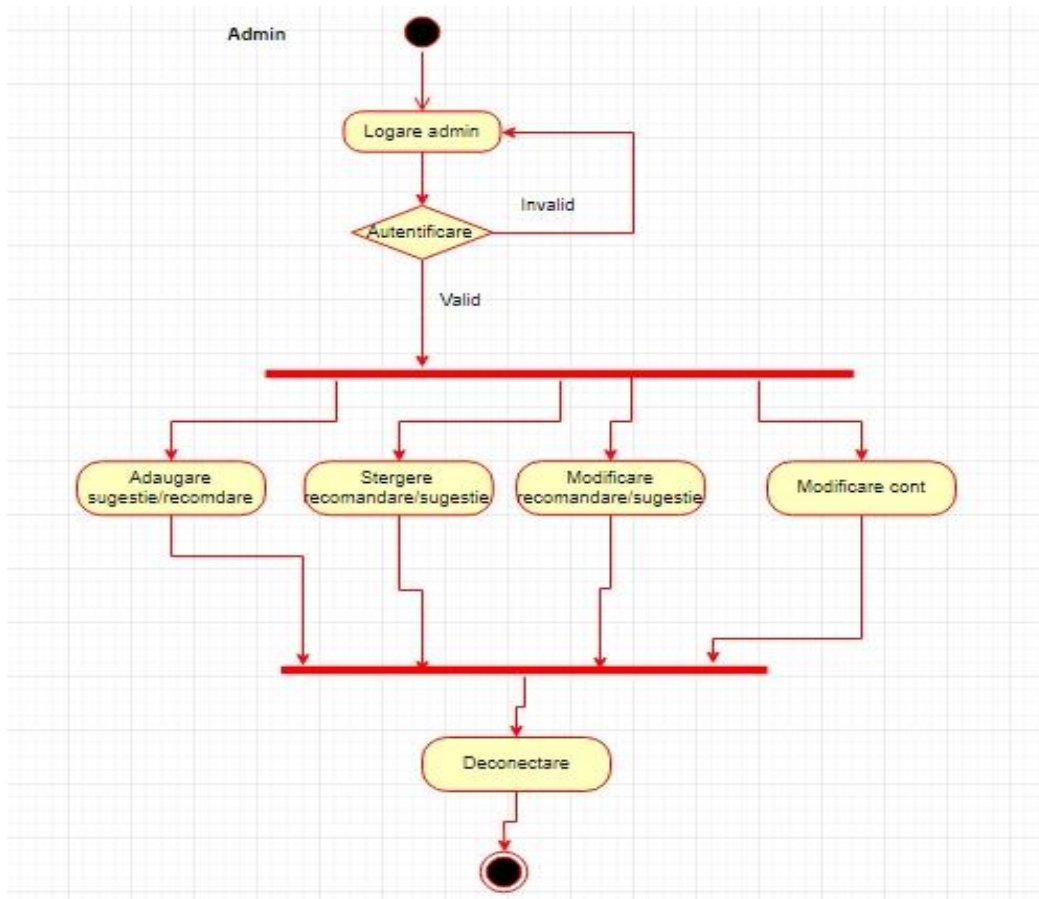 Admin
Logare admin
Invalid
Autentificare
Valid
Adaugare
sugestie/recomdare
Stergere
recomandare/sugestie
Modificare
recomandare/sugestie
Modificare cont
Deconectare